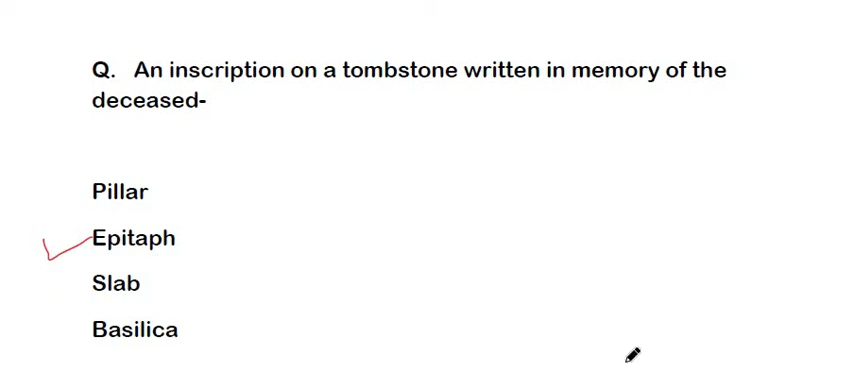 Q. An inscription on a tombstone written in memory of the
deceased-
Pillar
Epitaph
Slab
Basilica